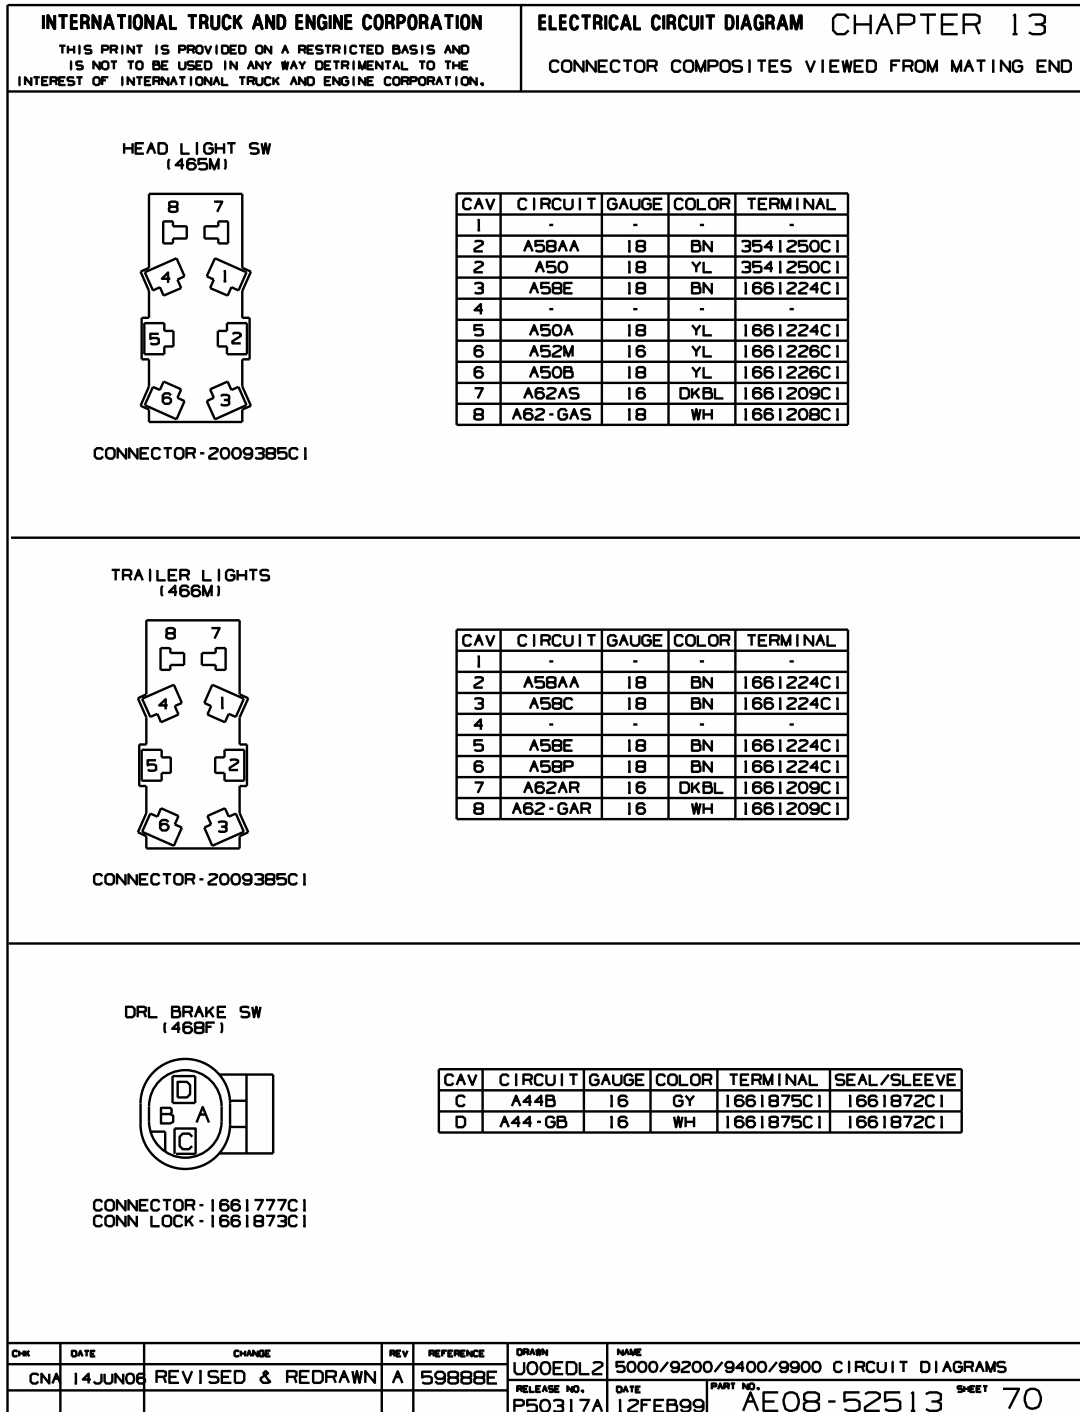 INTERNATIONAL TRUCK AND ENGINE CORPORATION
THIS PRINT IS PROVIDED ON A RESTRICTED BASIS AND
IS NOT TO BE USED IN ANY WAY DETRIMENTAL TO THE
INTEREST OF INTERNATIONAL TRUCK AND ENGINE CORPORATION.
ELECTRICAL CIRCUIT DIAGRAM CHAPTER 13
CONNECTOR COMPOSITES VIEWED FROM MATING END
HEAD LIGHT SW
(465M)
8 7
4 1
5 2
6 3
CONNECTOR-2009385C1
CAV CIRCUIT GAUGE COLOR TERMINAL
1 - - - -
2 A58AA 18 BN 3541250C1
2 A50 18 YL 3541250C1
3 A58E 18 BN 1661224C1
4 - - - -
5 A50A 18 YL 1661224C1
6 A52M 16 YL 1661226C1
6 A50B 18 YL 1661226C1
7 A62AS 16 DKBL 1661209C1
8 A62-GAS 18 WH 1661208C1
TRAILER LIGHTS
(466M)
8 7
4 1
5 2
6 3
CONNECTOR-2009385C1
CAV CIRCUIT GAUGE COLOR TERMINAL
1 - - - -
2 A58AA 18 BN 1661224C1
3 A58C 18 BN 1661224C1
4 - - - -
5 A58E 18 BN 1661224C1
6 A58P 18 BN 1661224C1
7 A62AR 16 DKBL 1661209C1
8 A62-GAR 16 WH 1661209C1
DRL BRAKE SW
(468F)
D
B A
C
CONNECTOR-1661777C1
CONN LOCK-1661873C1
CAV CIRCUIT GAUGE COLOR TERMINAL SEAL/SLEEVE
C A44B 16 GY 1661875C1 1661872C1
D A44-GB 16 WH 1661875C1 1661872C1
CHK DATE CHANGE REV REFERENCE
CNA 14JUN06 REVISED & REDRAWN A 59888E
DRAWN
U00EDL2
NAME
5000/9200/9400/9900 CIRCUIT DIAGRAMS
RELEASE NO.
P50317A
DATE
12FEB99
PART NO.
AE08-52513
SHEET 70